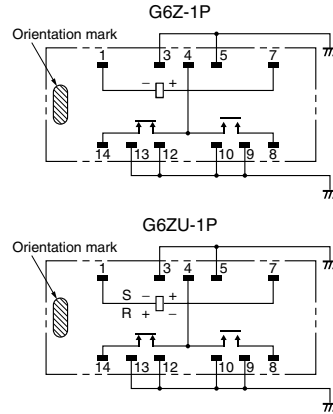 G6Z-1P
Orientation mark
1 3 4 5 7
− +
14 13 12 10 9 8
G6ZU-1P
Orientation mark
1 3 4 5 7
S − +
R + −
14 13 12 10 9 8